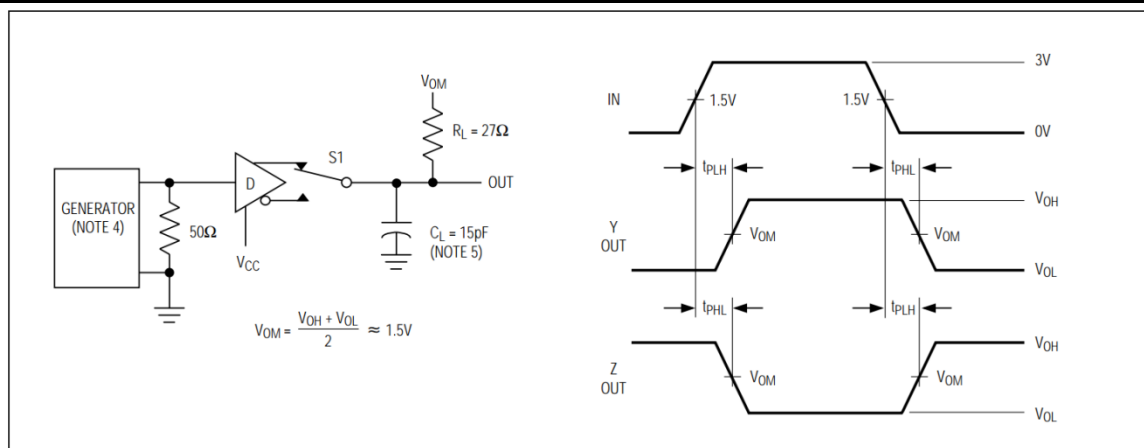 VOM
RL = 27Ω
S1
D
OUT
GENERATOR
(NOTE 4)
50Ω
VCC
CL = 15pF
(NOTE 5)
VOM = VOH + VOL / 2 ≈ 1.5V
IN
1.5V
1.5V
3V
0V
tPLH
tPHL
Y
OUT
VOM
VOM
VOH
VOL
tPHL
tPLH
Z
OUT
VOM
VOM
VOH
VOL